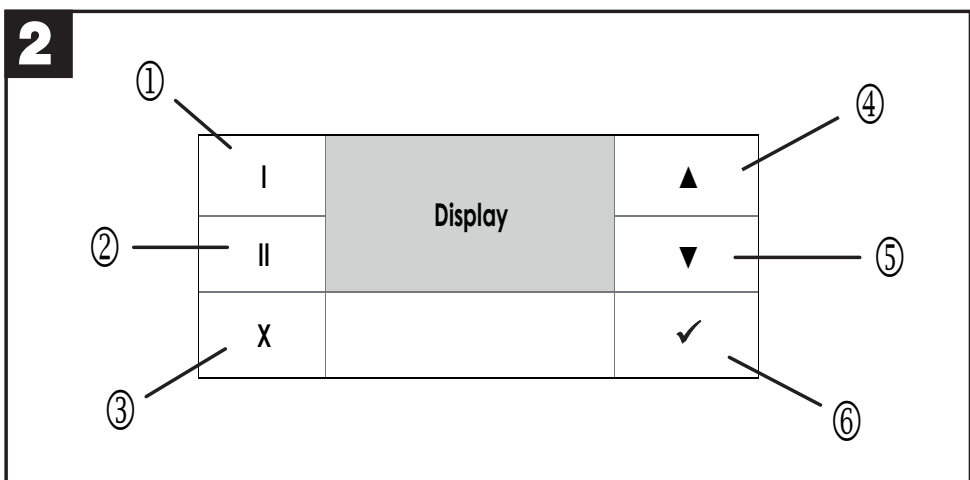 2
①
④
I
▲
Display
②
II
▼
⑤
X
✓
③
⑥